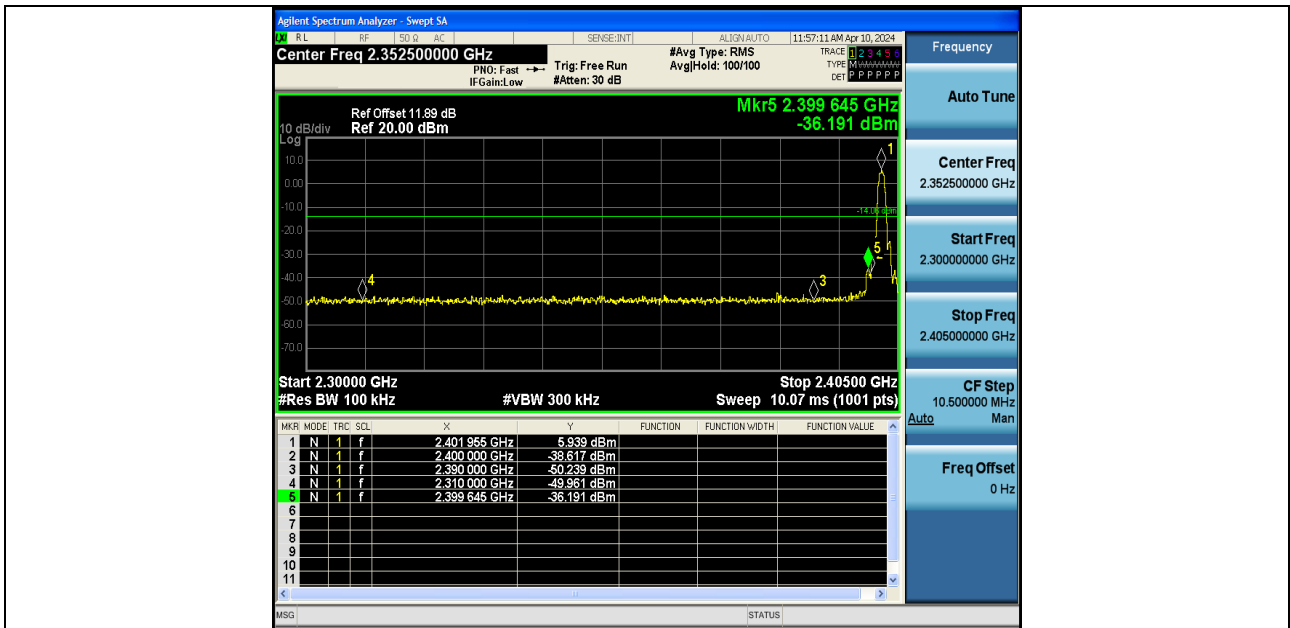 Agilent Spectrum Analyzer - Swept SA
RL RF 50 Ω AC SENSE:INT ALIGN AUTO 11:57:11 AM Apr 10, 2024
Center Freq 2.352500000 GHz
PNO: Fast
IFGain:Low
Trig: Free Run
#Atten: 30 dB
#Avg Type: RMS
Avg|Hold: 100/100
TRACE 1 2 3 4 5 6
TYPE M
DET P P P P P P
Mkr5 2.399 645 GHz
-36.191 dBm
Ref Offset 11.89 dB
10 dB/div Ref 20.00 dBm
Log
10.0
0.00
-10.0
-20.0
-30.0
-40.0
-50.0
-60.0
-70.0
1
5
4
3
Start 2.30000 GHz Stop 2.40500 GHz
#Res BW 100 kHz #VBW 300 kHz Sweep 10.07 ms (1001 pts)
MKR MODE TRC SCL X Y FUNCTION FUNCTION WIDTH FUNCTION VALUE
1 N 1 f 2.401 955 GHz 5.939 dBm
2 N 1 f 2.400 000 GHz -38.617 dBm
3 N 1 f 2.390 000 GHz -50.239 dBm
4 N 1 f 2.310 000 GHz -49.961 dBm
5 N 1 f 2.399 645 GHz -36.191 dBm
6
7
8
9
10
11
MSG STATUS
Frequency
Auto Tune
Center Freq
2.352500000 GHz
Start Freq
2.300000000 GHz
Stop Freq
2.405000000 GHz
CF Step
10.500000 MHz
Auto Man
Freq Offset
0 Hz